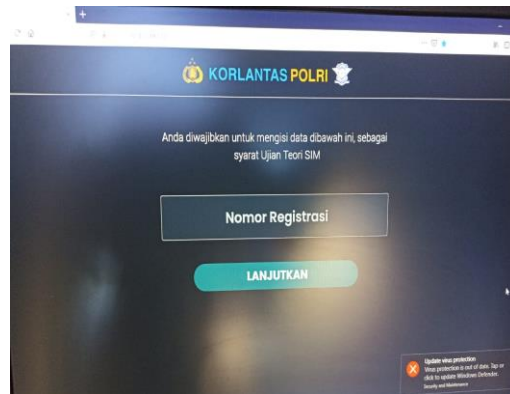 KORLANTAS POLRI
Anda diwajibkan untuk mengisi data dibawah ini, sebagai
syarat Ujian Teori SIM
Nomor Registrasi
LANJUTKAN
Update virus protection
Virus protection is out of date. Tap or
click to update Windows Defender.
Security and Maintenance